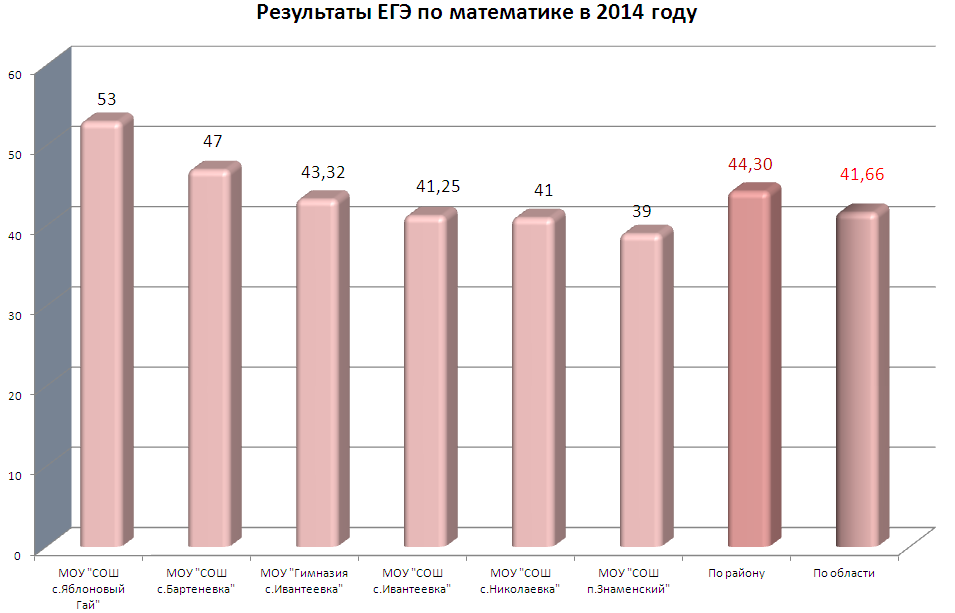 Результаты ЕГЭ по математике в 2014 году
60
50
40
30
20
10
0
53
47
43,32
41,25
41
39
44,30
41,66
МОУ "СОШ
с.Яблоновый
Гай"
МОУ "СОШ
с.Бартеневка"
МОУ "Гимназия
с.Ивантеевка"
МОУ "СОШ
с.Ивантеевка"
МОУ "СОШ
с.Николаевка"
МОУ "СОШ
п.Знаменский"
По району
По области